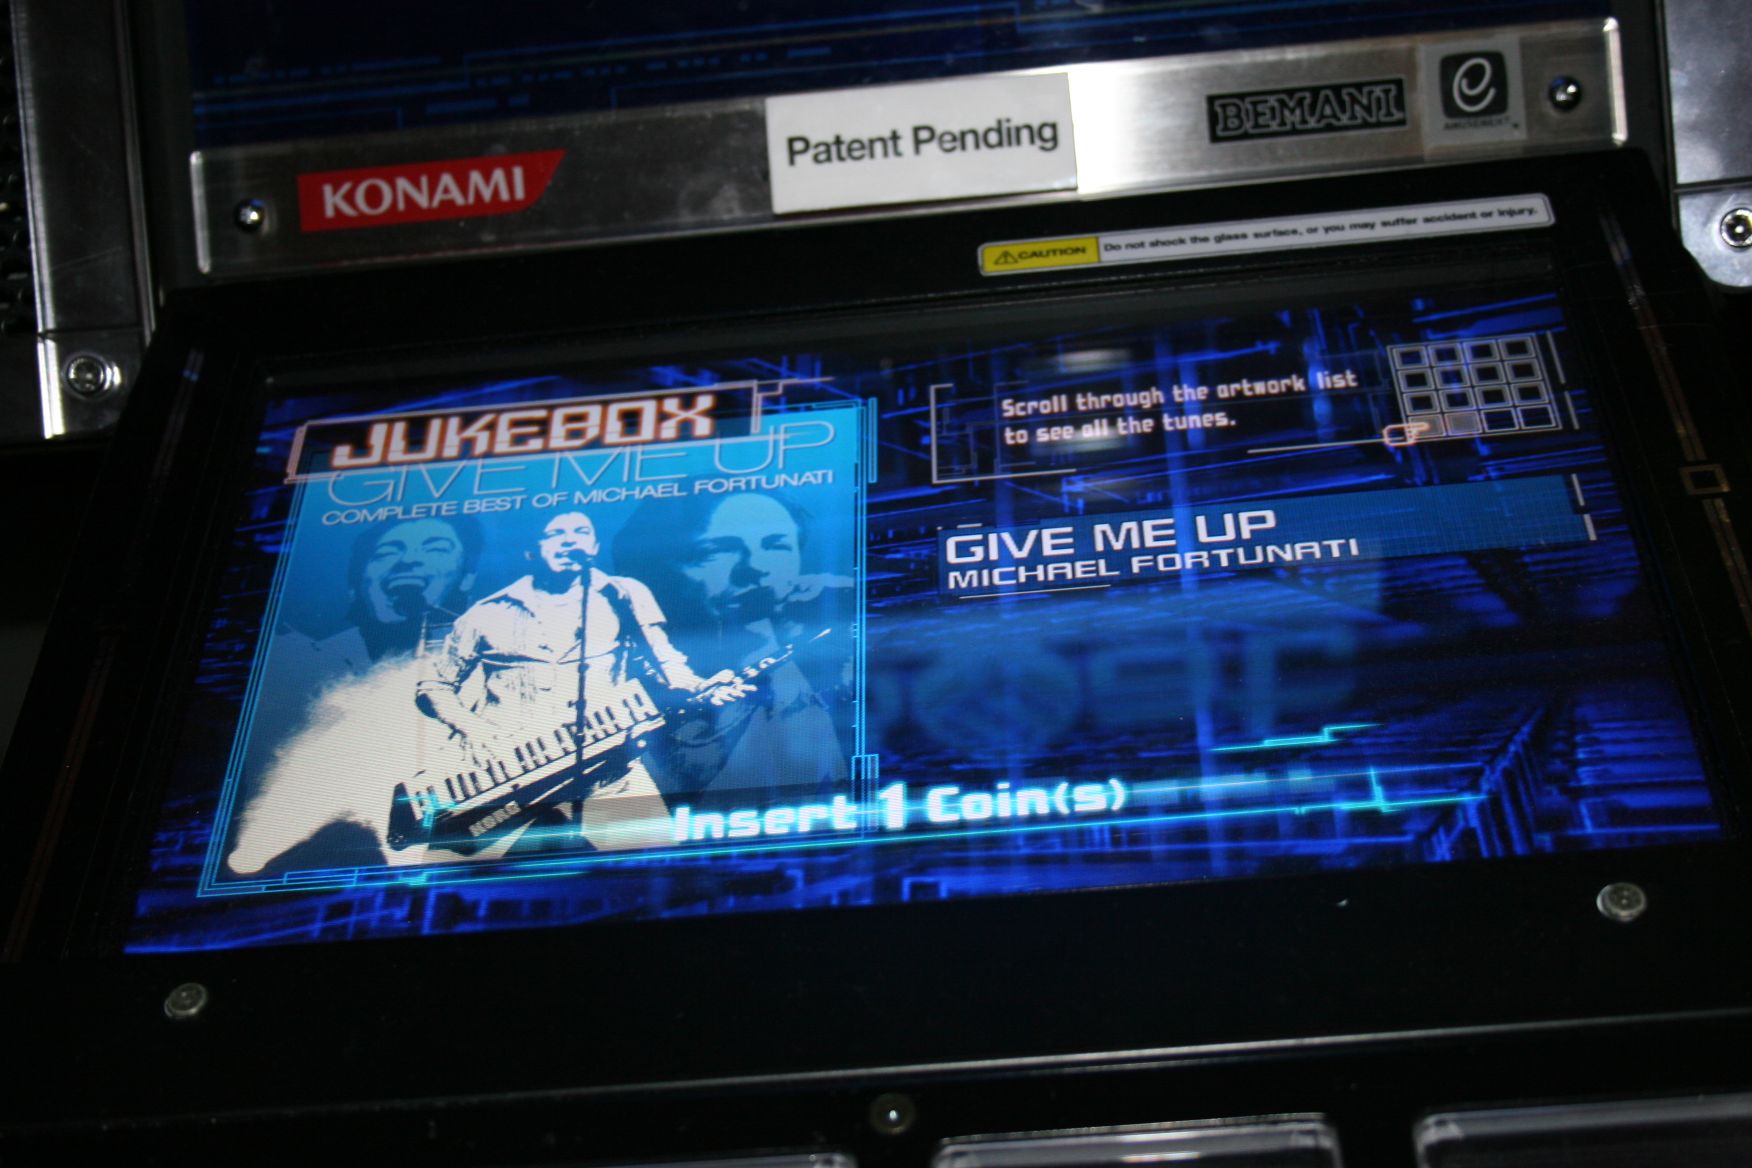 KONAMI
Patent Pending
BEMANI
e
AMUSEMENT
CAUTION
Do not shock the glass surface, or you may suffer accident or injury.
JUKEBOX
GIVE ME UP
COMPLETE BEST OF MICHAEL FORTUNATI
Scroll through the artwork list
to see all the tunes.
GIVE ME UP
MICHAEL FORTUNATI
KORG
Insert 1 Coin(s)